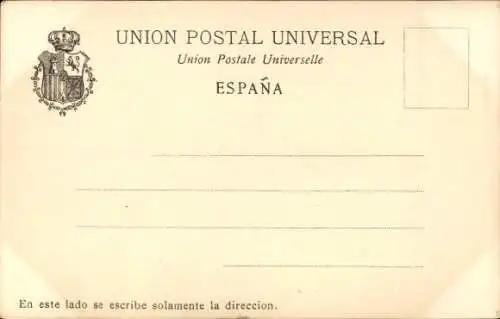 UNION POSTAL UNIVERSAL
Union Postale Universelle
ESPAÑA
En este lado se escribe solamente la direccion.